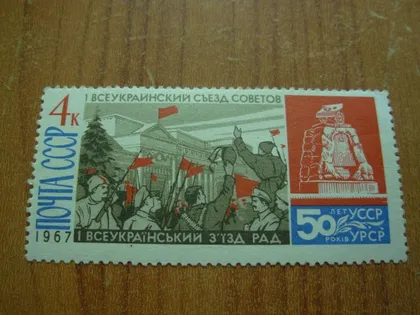 4к
I ВСЕУКРАИНСКИЙ СЪЕЗД СОВЕТОВ
ПОЧТА СССР
1967
I ВСЕУКРАЇНСЬКИЙ З'ЇЗД РАД
50 ЛЕТ УССР
РОКІВ УРСР